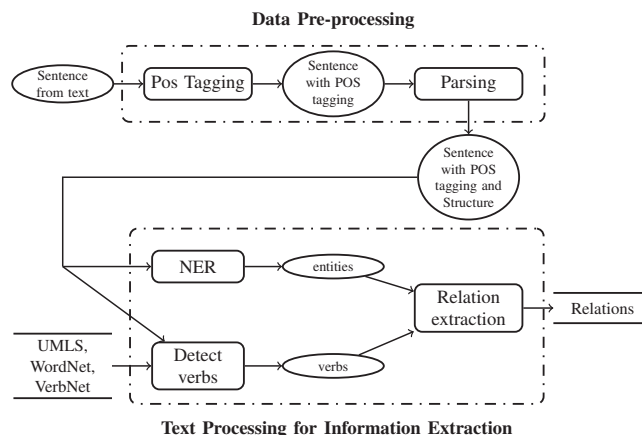 Data Pre-processing
Sentence
from text
Pos Tagging
Sentence
with POS
tagging
Parsing
Sentence
with POS
tagging and
Structure
NER
entities
Relation
extraction
Relations
UMLS,
WordNet,
VerbNet
Detect
verbs
verbs
Text Processing for Information Extraction